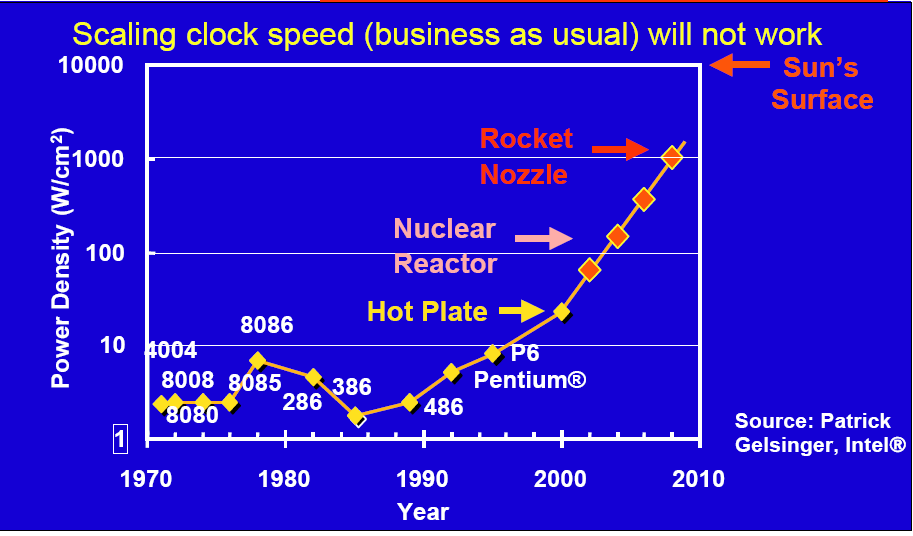 Scaling clock speed (business as usual) will not work
10000
Sun's
Surface
Rocket
Nozzle
1000
Power Density (W/cm²)
Nuclear
Reactor
100
Hot Plate
8086
10
4004
P6
8008
8085
386
Pentium®
286
8080
486
Source: Patrick
Gelsinger, Intel®
1
1970
1980
1990
2000
2010
Year